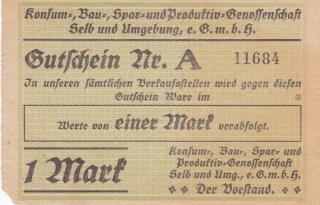 Konsum-, Bau-, Spar- und Produktiv-Genossenschaft
Selb und Umgebung, e. G. m. b. H.
Gutschein Nr. A 11684
In unseren sämtlichen Verkaufsstellen wird gegen diesen
Gutschein Ware im
Werte von einer Mark verabfolgt.
1 Mark
Konsum-, Bau-, Spar- und
Produktiv-Genossenschaft
Selb und Umg., e. G. m. b. H.
Der Vorstand.